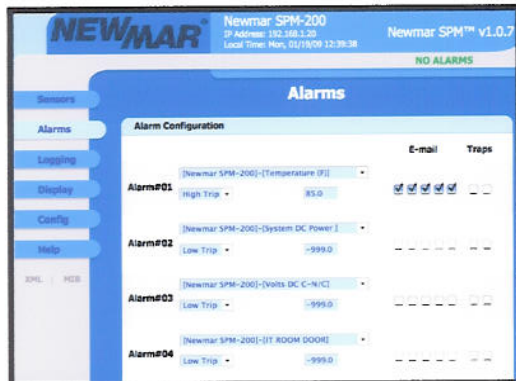 NEWMAR®
Newmar SPM-200
IP Address: 192.168.1.20
Local Time: Mon, 01/19/09 12:39:38
Newmar SPM™ v1.0.7
NO ALARMS
Sensors
Alarms
Logging
Display
Config
Help
XML | MIB
Alarms
Alarm Configuration
E-mail Traps
Alarm#01
[Newmar SPM-200]-[Temperature (F)]
High Trip 85.0
Alarm#02
[Newmar SPM-200]-[System DC Power ]
Low Trip -999.0
Alarm#03
[Newmar SPM-200]-[Volts DC C-N/C]
Low Trip -999.0
Alarm#04
[Newmar SPM-200]-[IT ROOM DOOR]
Low Trip -999.0